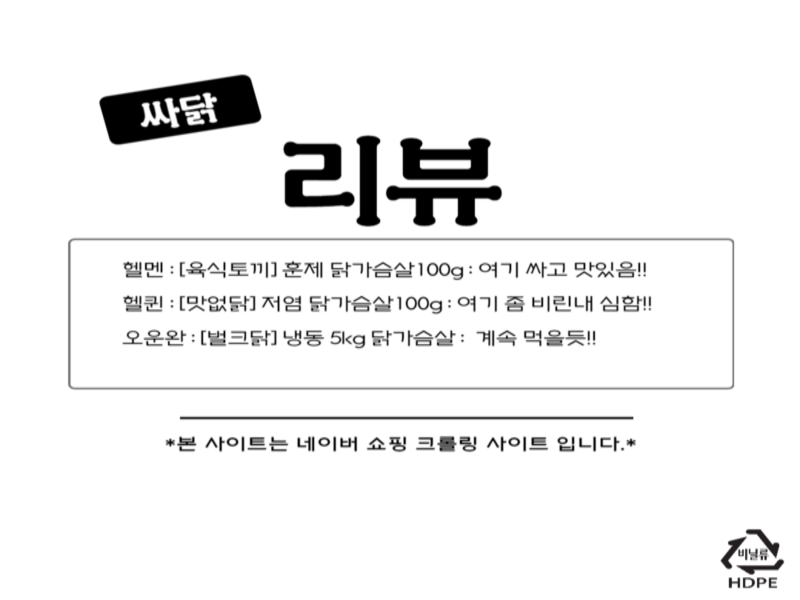 싸닭
리뷰
헬멘 : [육식토끼] 훈제 닭가슴살100g : 여기 싸고 맛있음!!
헬퀸 : [맛없닭] 저염 닭가슴살100g : 여기 좀 비린내 심함!!
오운완 : [벌크닭] 냉동 5kg 닭가슴살 :  계속 먹을듯!!
*본 사이트는 네이버 쇼핑 크롤링 사이트 입니다.*
비닐류
HDPE